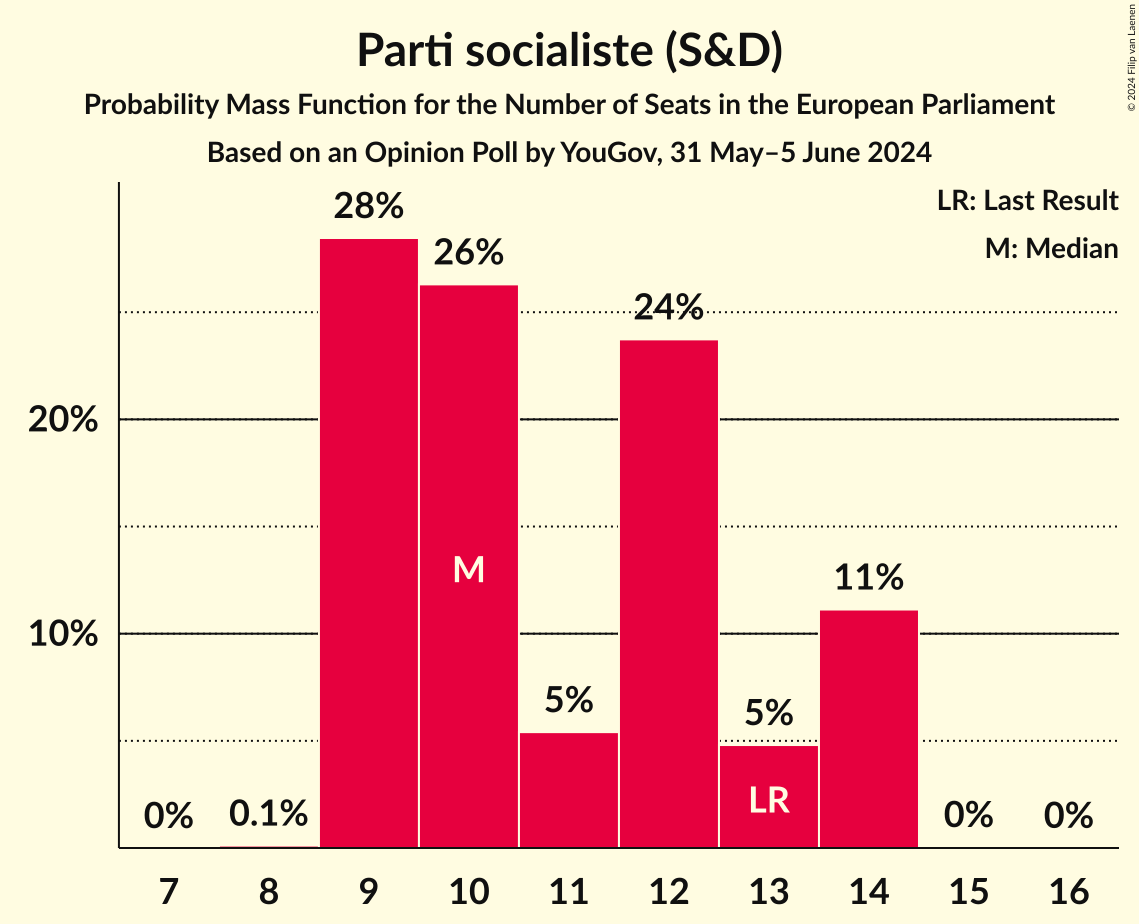 Parti socialiste (S&D)
Probability Mass Function for the Number of Seats in the European Parliament
Based on an Opinion Poll by YouGov, 31 May–5 June 2024
© 2024 Filip van Laenen
LR: Last Result
M: Median
28%
26%
24%
20%
M
11%
10%
5%
5%
LR
0%
0.1%
0%
0%
7 8 9 10 11 12 13 14 15 16